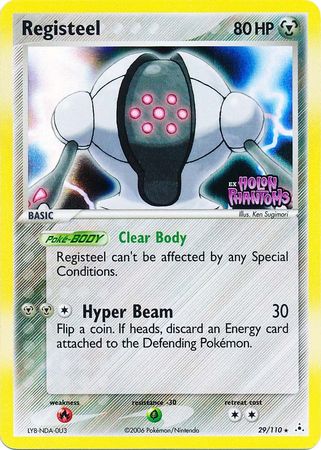 Registeel 80 HP
EX HOLON
PHANTOMS
Illus. Ken Sugimori
BASIC
Poké-BODY Clear Body
Registeel can't be affected by any Special
Conditions.
Hyper Beam 30
Flip a coin. If heads, discard an Energy card
attached to the Defending Pokémon.
weakness resistance -30 retreat cost
LYB-NDA-0U3 ©2006 Pokémon/Nintendo 29/110 ★